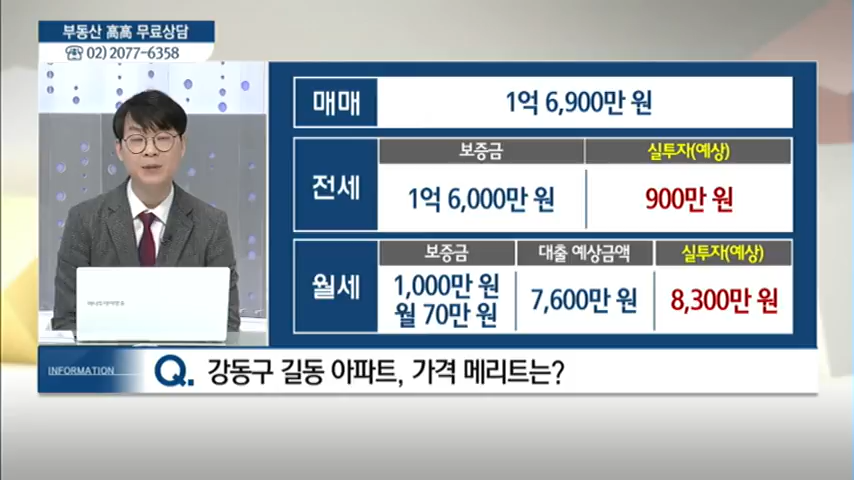 부동산 高高 무료상담
☎ 02) 2077-6358
매매
1억 6,900만 원
전세
보증금
실투자(예상)
1억 6,000만 원
900만 원
월세
보증금
대출 예상금액
실투자(예상)
1,000만 원
월 70만 원
7,600만 원
8,300만 원
INFORMATION
Q. 강동구 길동 아파트, 가격 메리트는?